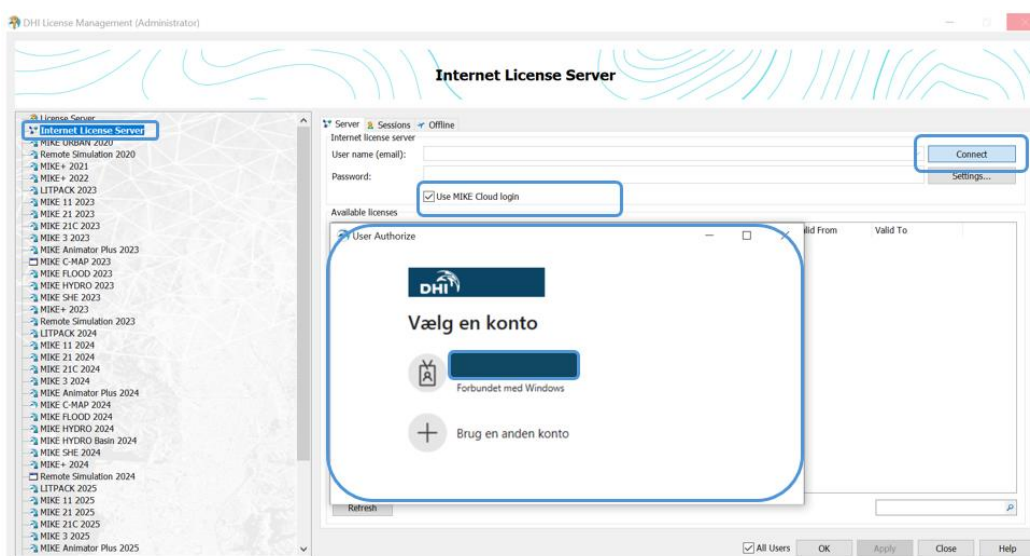 DHI License Management (Administrator)
Internet License Server
License Server
Internet License Server
MIKE URBAN 2020
Remote Simulation 2020
MIKE+ 2021
MIKE+ 2022
LITPACK 2023
MIKE 11 2023
MIKE 21 2023
MIKE 21C 2023
MIKE 3 2023
MIKE Animator Plus 2023
MIKE C-MAP 2023
MIKE FLOOD 2023
MIKE HYDRO 2023
MIKE SHE 2023
MIKE+ 2023
Remote Simulation 2023
LITPACK 2024
MIKE 11 2024
MIKE 21 2024
MIKE 21C 2024
MIKE 3 2024
MIKE Animator Plus 2024
MIKE C-MAP 2024
MIKE FLOOD 2024
MIKE HYDRO 2024
MIKE HYDRO Basin 2024
MIKE SHE 2024
MIKE+ 2024
Remote Simulation 2024
LITPACK 2025
MIKE 11 2025
MIKE 21 2025
MIKE 21C 2025
MIKE 3 2025
MIKE Animator Plus 2025
Server Sessions Offline
Internet license server
User name (email): Connect
Password: Settings...
Use MIKE Cloud login
Available licenses
Valid To
User Authorize
DHI
Vælg en konto
Forbundet med Windows
Brug en anden konto
Refresh
All Users OK Apply Close Help